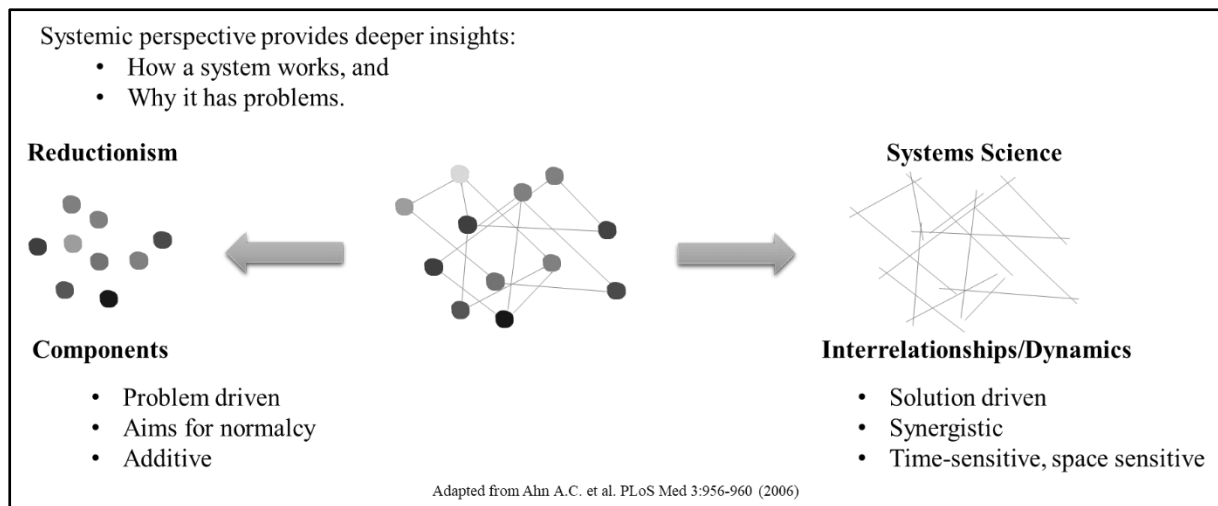 Systemic perspective provides deeper insights:
• How a system works, and
• Why it has problems.
Reductionism
Systems Science
Components
• Problem driven
• Aims for normalcy
• Additive
Interrelationships/Dynamics
• Solution driven
• Synergistic
• Time-sensitive, space sensitive
Adapted from Ahn A.C. et al. PLoS Med 3:956-960 (2006)